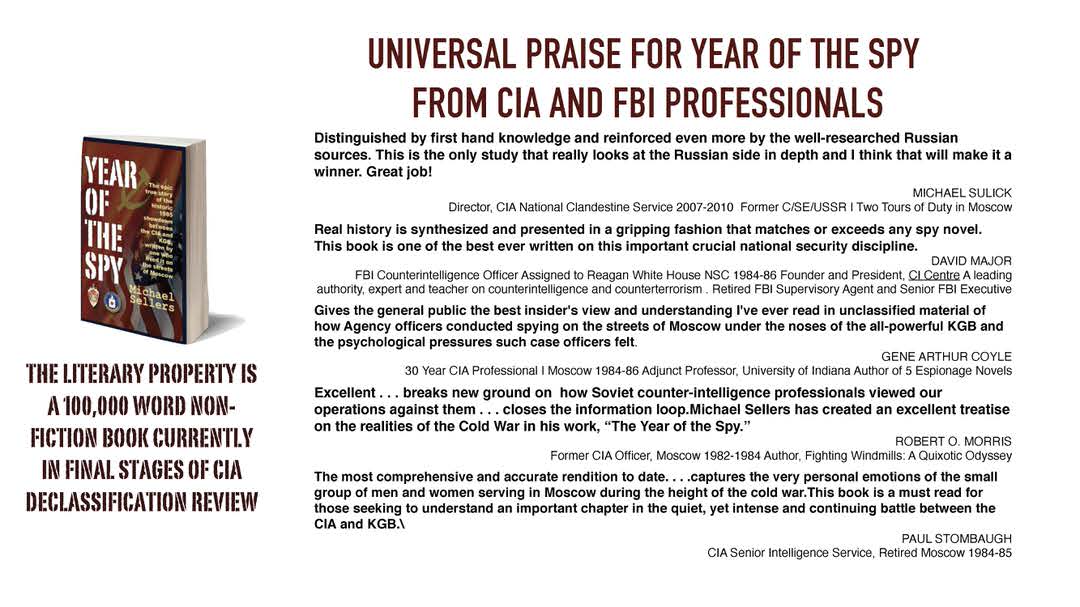 UNIVERSAL PRAISE FOR YEAR OF THE SPY
FROM CIA AND FBI PROFESSIONALS
Distinguished by first hand knowledge and reinforced even more by the well-researched Russian
sources. This is the only study that really looks at the Russian side in depth and I think that will make it a
winner. Great job!
MICHAEL SULICK
Director, CIA National Clandestine Service 2007-2010 Former C/SE/USSR I Two Tours of Duty in Moscow
Real history is synthesized and presented in a gripping fashion that matches or exceeds any spy novel.
This book is one of the best ever written on this important crucial national security discipline.
DAVID MAJOR
FBI Counterintelligence Officer Assigned to Reagan White House NSC 1984-86 Founder and President, CI Centre A leading
authority, expert and teacher on counterintelligence and counterterrorism . Retired FBI Supervisory Agent and Senior FBI Executive
Gives the general public the best insider's view and understanding I've ever read in unclassified material of
how Agency officers conducted spying on the streets of Moscow under the noses of the all-powerful KGB and
the psychological pressures such case officers felt.
GENE ARTHUR COYLE
30 Year CIA Professional I Moscow 1984-86 Adjunct Professor, University of Indiana Author of 5 Espionage Novels
Excellent . . . breaks new ground on how Soviet counter-intelligence professionals viewed our
operations against them . . . closes the information loop.Michael Sellers has created an excellent treatise
on the realities of the Cold War in his work, “The Year of the Spy.”
ROBERT O. MORRIS
Former CIA Officer, Moscow 1982-1984 Author, Fighting Windmills: A Quixotic Odyssey
The most comprehensive and accurate rendition to date. . . .captures the very personal emotions of the small
group of men and women serving in Moscow during the height of the cold war.This book is a must read for
those seeking to understand an important chapter in the quiet, yet intense and continuing battle between the
CIA and KGB.\
PAUL STOMBAUGH
CIA Senior Intelligence Service, Retired Moscow 1984-85
YEAR
OF
THE
SPY
The epic
true story
of the
historic
1985
showdown
between
the CIA and
KGB,
written by
one who
lived it on
the streets
of Moscow
Michael
Sellers
THE LITERARY PROPERTY IS
A 100,000 WORD NON-
FICTION BOOK CURRENTLY
IN FINAL STAGES OF CIA
DECLASSIFICATION REVIEW